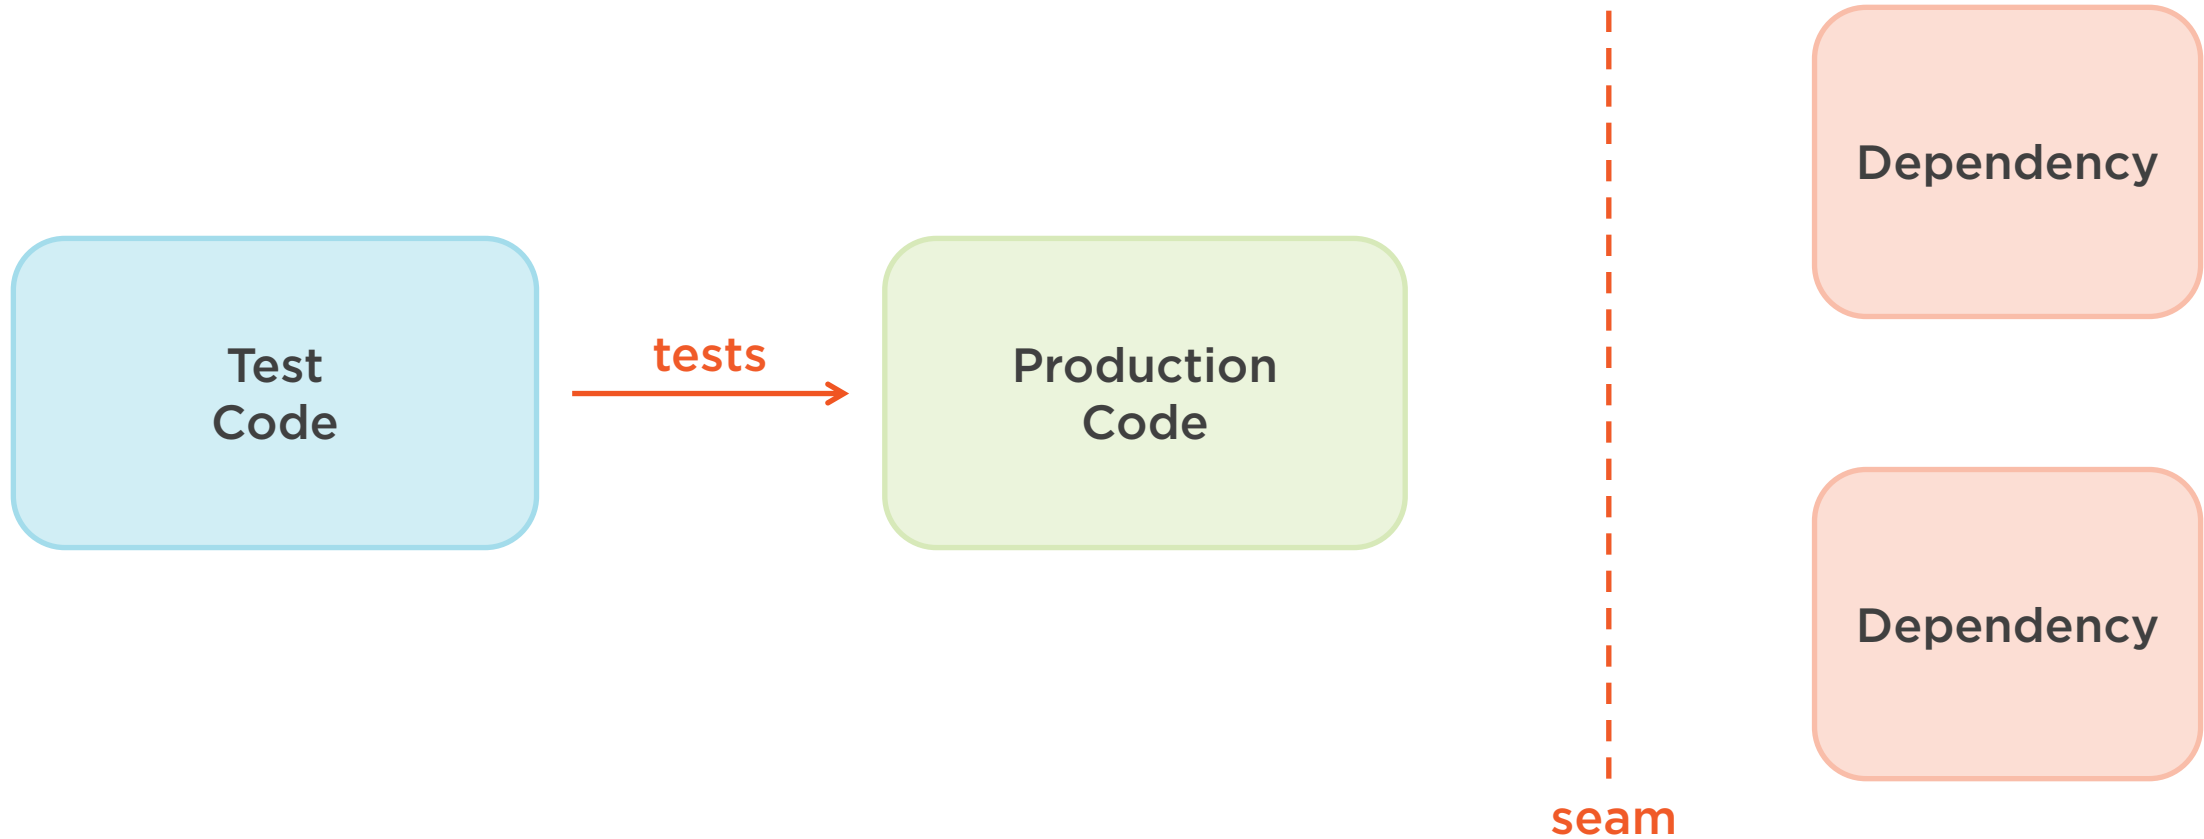 Test
Code
tests
Production
Code
Dependency
Dependency
seam